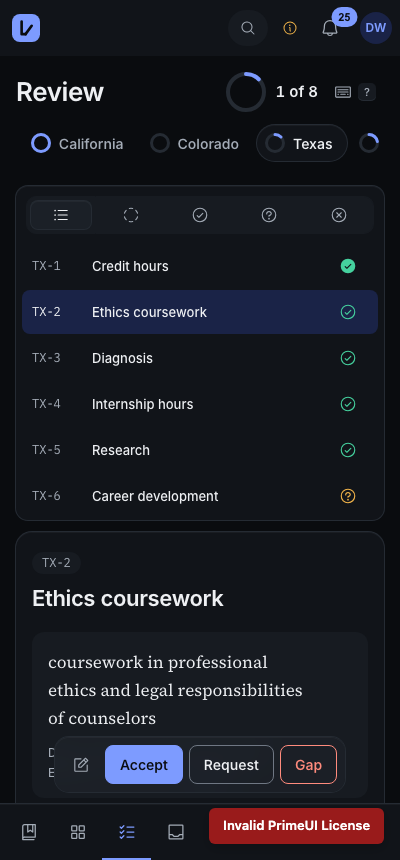 25
DW
Review
1 of 8
?
California
Colorado
Texas
TX-1 Credit hours
TX-2 Ethics coursework
TX-3 Diagnosis
TX-4 Internship hours
TX-5 Research
TX-6 Career development
TX-2
Ethics coursework
coursework in professional
ethics and legal responsibilities
of counselors
Accept
Request
Gap
Invalid PrimeUI License